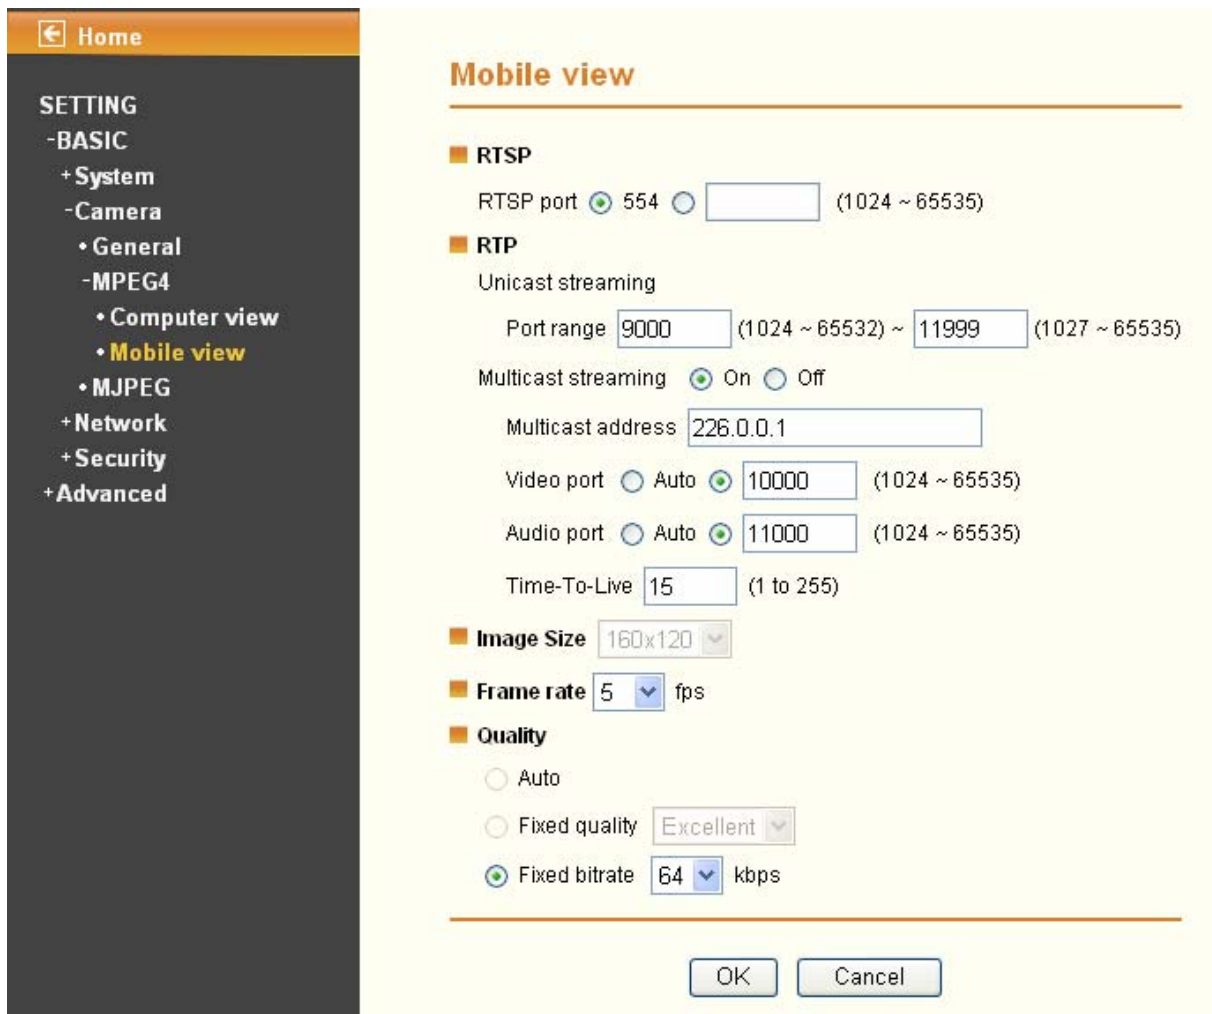 Home
SETTING
-BASIC
+System
-Camera
•General
-MPEG4
•Computer view
•Mobile view
•MJPEG
+Network
+Security
+Advanced
Mobile view
RTSP
RTSP port 554 (1024 ~ 65535)
RTP
Unicast streaming
Port range 9000 (1024 ~ 65532) ~ 11999 (1027 ~ 65535)
Multicast streaming On Off
Multicast address 226.0.0.1
Video port Auto 10000 (1024 ~ 65535)
Audio port Auto 11000 (1024 ~ 65535)
Time-To-Live 15 (1 to 255)
Image Size 160x120
Frame rate 5 fps
Quality
Auto
Fixed quality Excellent
Fixed bitrate 64 kbps
OK Cancel